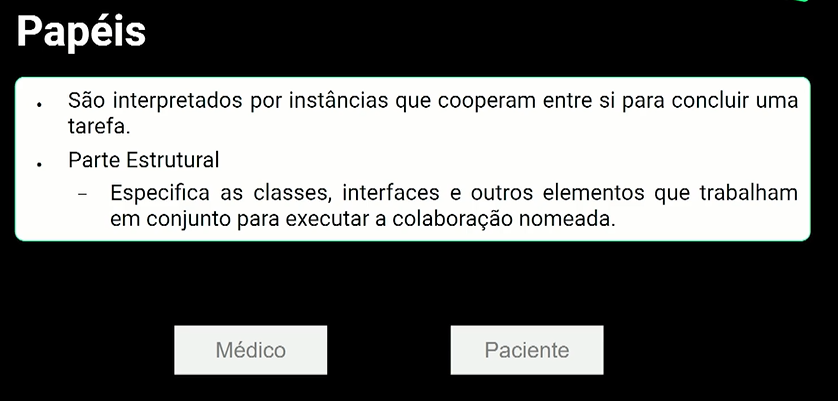 Papéis
• São interpretados por instâncias que cooperam entre si para concluir uma
tarefa.
• Parte Estrutural
– Especifica as classes, interfaces e outros elementos que trabalham
em conjunto para executar a colaboração nomeada.
Médico
Paciente